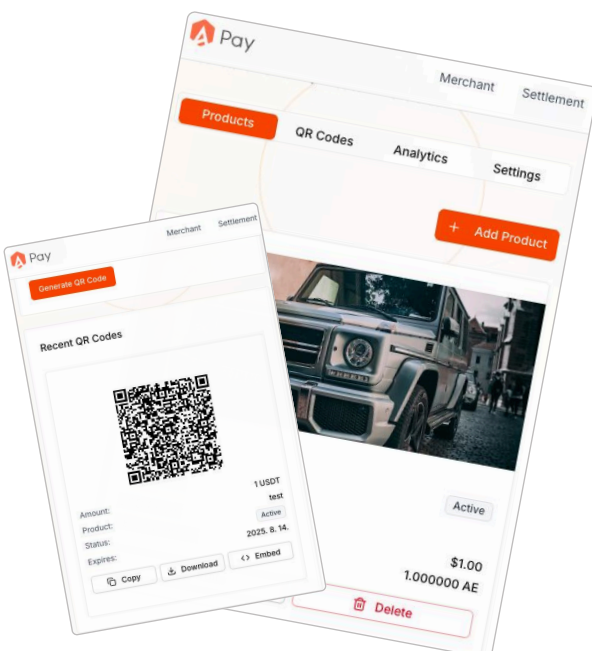 Pay
Merchant
Settlement
Products
QR Codes
Analytics
Settings
+ Add Product
Active
$1.00
1.000000 AE
Delete
Pay
Merchant
Settlement
Generate QR Code
Recent QR Codes
Amount: 1 USDT
Product: test
Status: Active
Expires: 2025. 8. 14.
Copy
Download
<> Embed